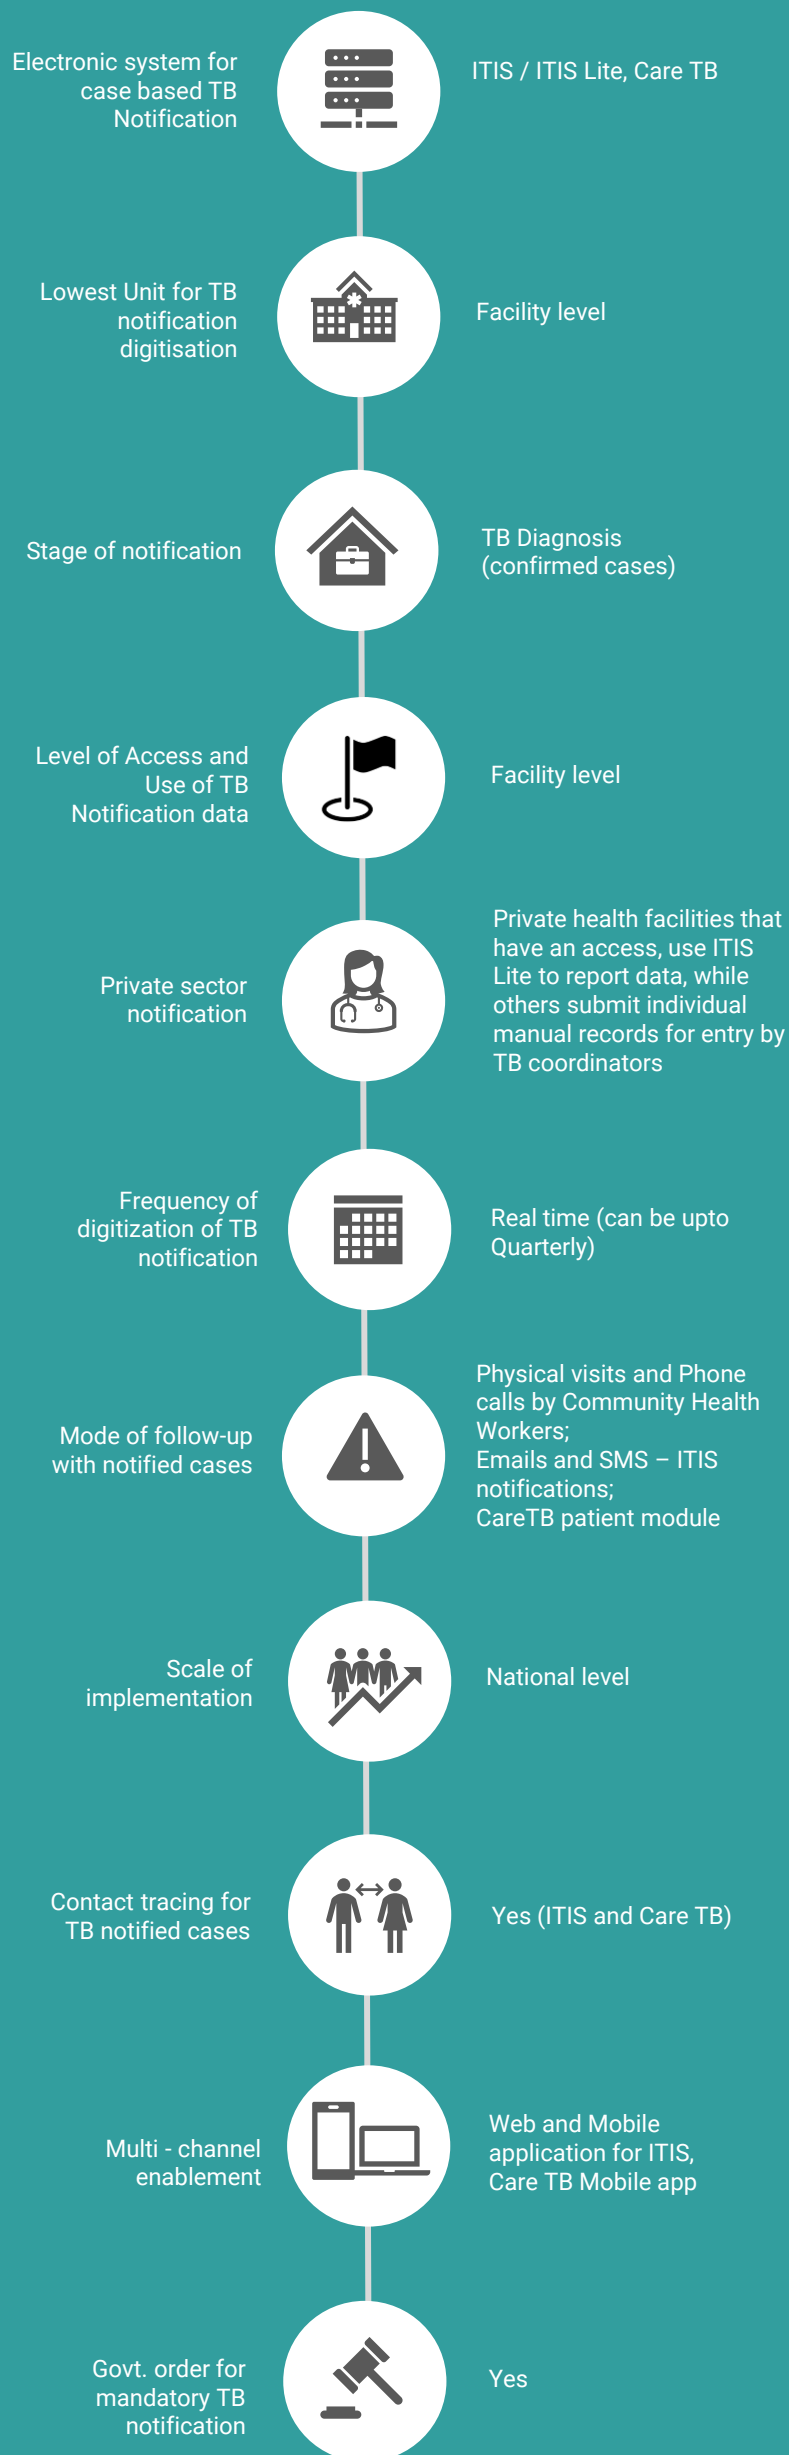 Electronic system for
case based TB
Notification
ITIS / ITIS Lite, Care TB
Lowest Unit for TB
notification
digitisation
Facility level
Stage of notification
TB Diagnosis
(confirmed cases)
Level of Access and
Use of TB
Notification data
Facility level
Private sector
notification
Private health facilities that
have an access, use ITIS
Lite to report data, while
others submit individual
manual records for entry by
TB coordinators
Frequency of
digitization of TB
notification
Real time (can be upto
Quarterly)
Mode of follow-up
with notified cases
Physical visits and Phone
calls by Community Health
Workers;
Emails and SMS – ITIS
notifications;
CareTB patient module
Scale of
implementation
National level
Contact tracing for
TB notified cases
Yes (ITIS and Care TB)
Multi - channel
enablement
Web and Mobile
application for ITIS,
Care TB Mobile app
Govt. order for
mandatory TB
notification
Yes